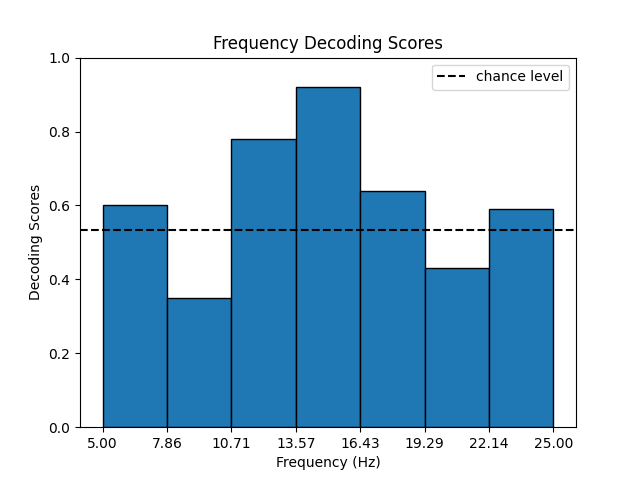 Frequency Decoding Scores
chance level
Decoding Scores
1.0
0.8
0.6
0.4
0.2
0.0
5.00 7.86 10.71 13.57 16.43 19.29 22.14 25.00
Frequency (Hz)